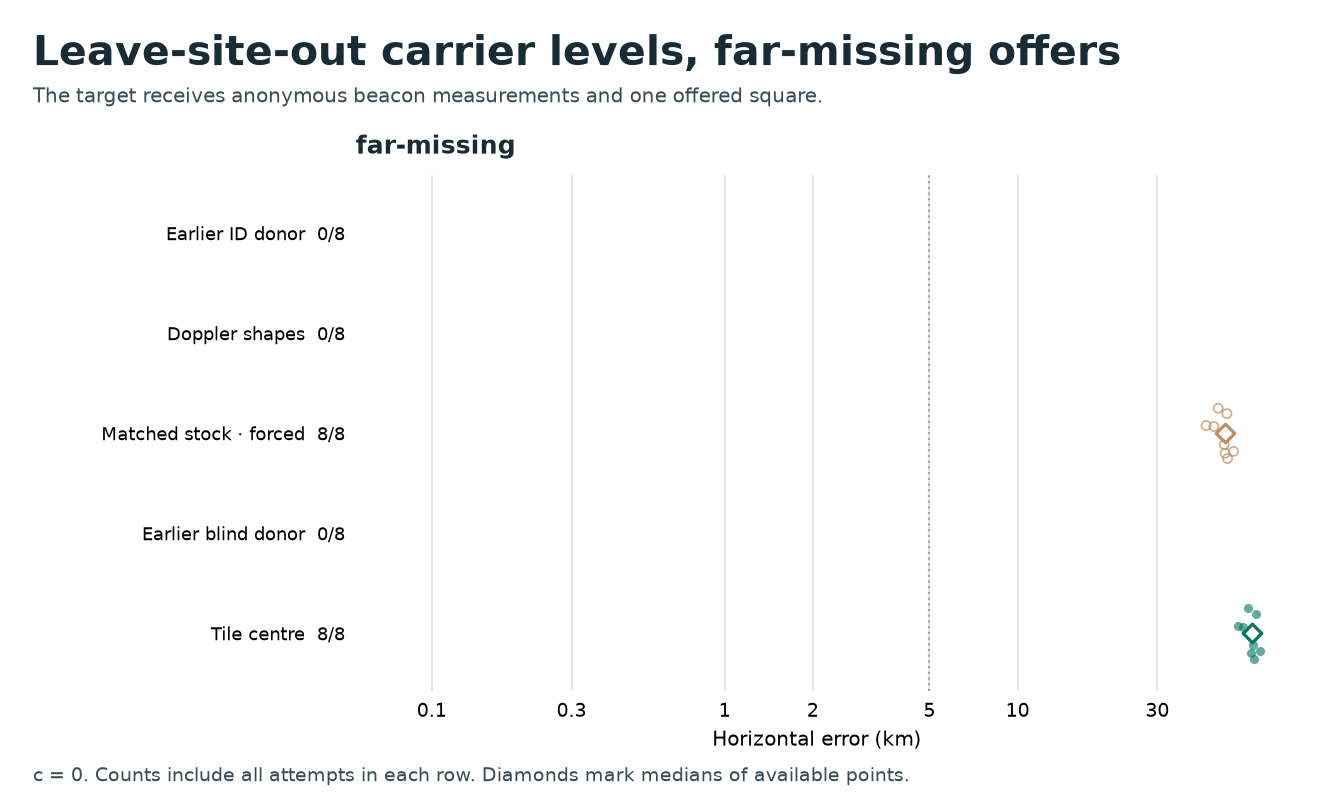 Leave-site-out carrier levels, far-missing offers
The target receives anonymous beacon measurements and one offered square.
far-missing
Earlier ID donor 0/8
Doppler shapes 0/8
Matched stock · forced 8/8
Earlier blind donor 0/8
Tile centre 8/8
0.1 0.3 1 2 5 10 30
Horizontal error (km)
c = 0. Counts include all attempts in each row. Diamonds mark medians of available points.